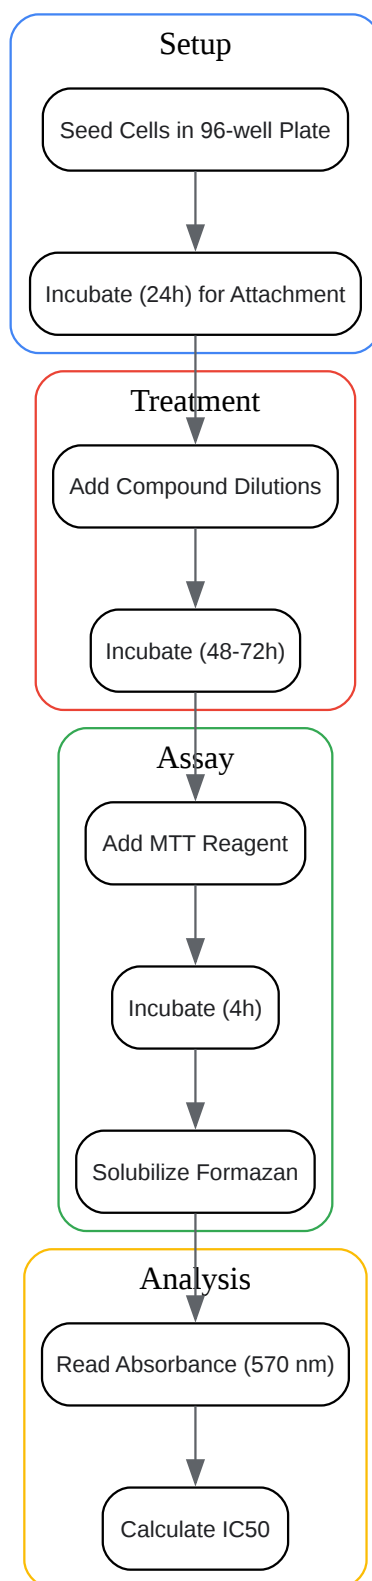 Setup
Seed Cells in 96-well Plate
Incubate (24h) for Attachment
Treatment
Add Compound Dilutions
Incubate (48-72h)
Assay
Add MTT Reagent
Incubate (4h)
Solubilize Formazan
Analysis
Read Absorbance (570 nm)
Calculate IC50